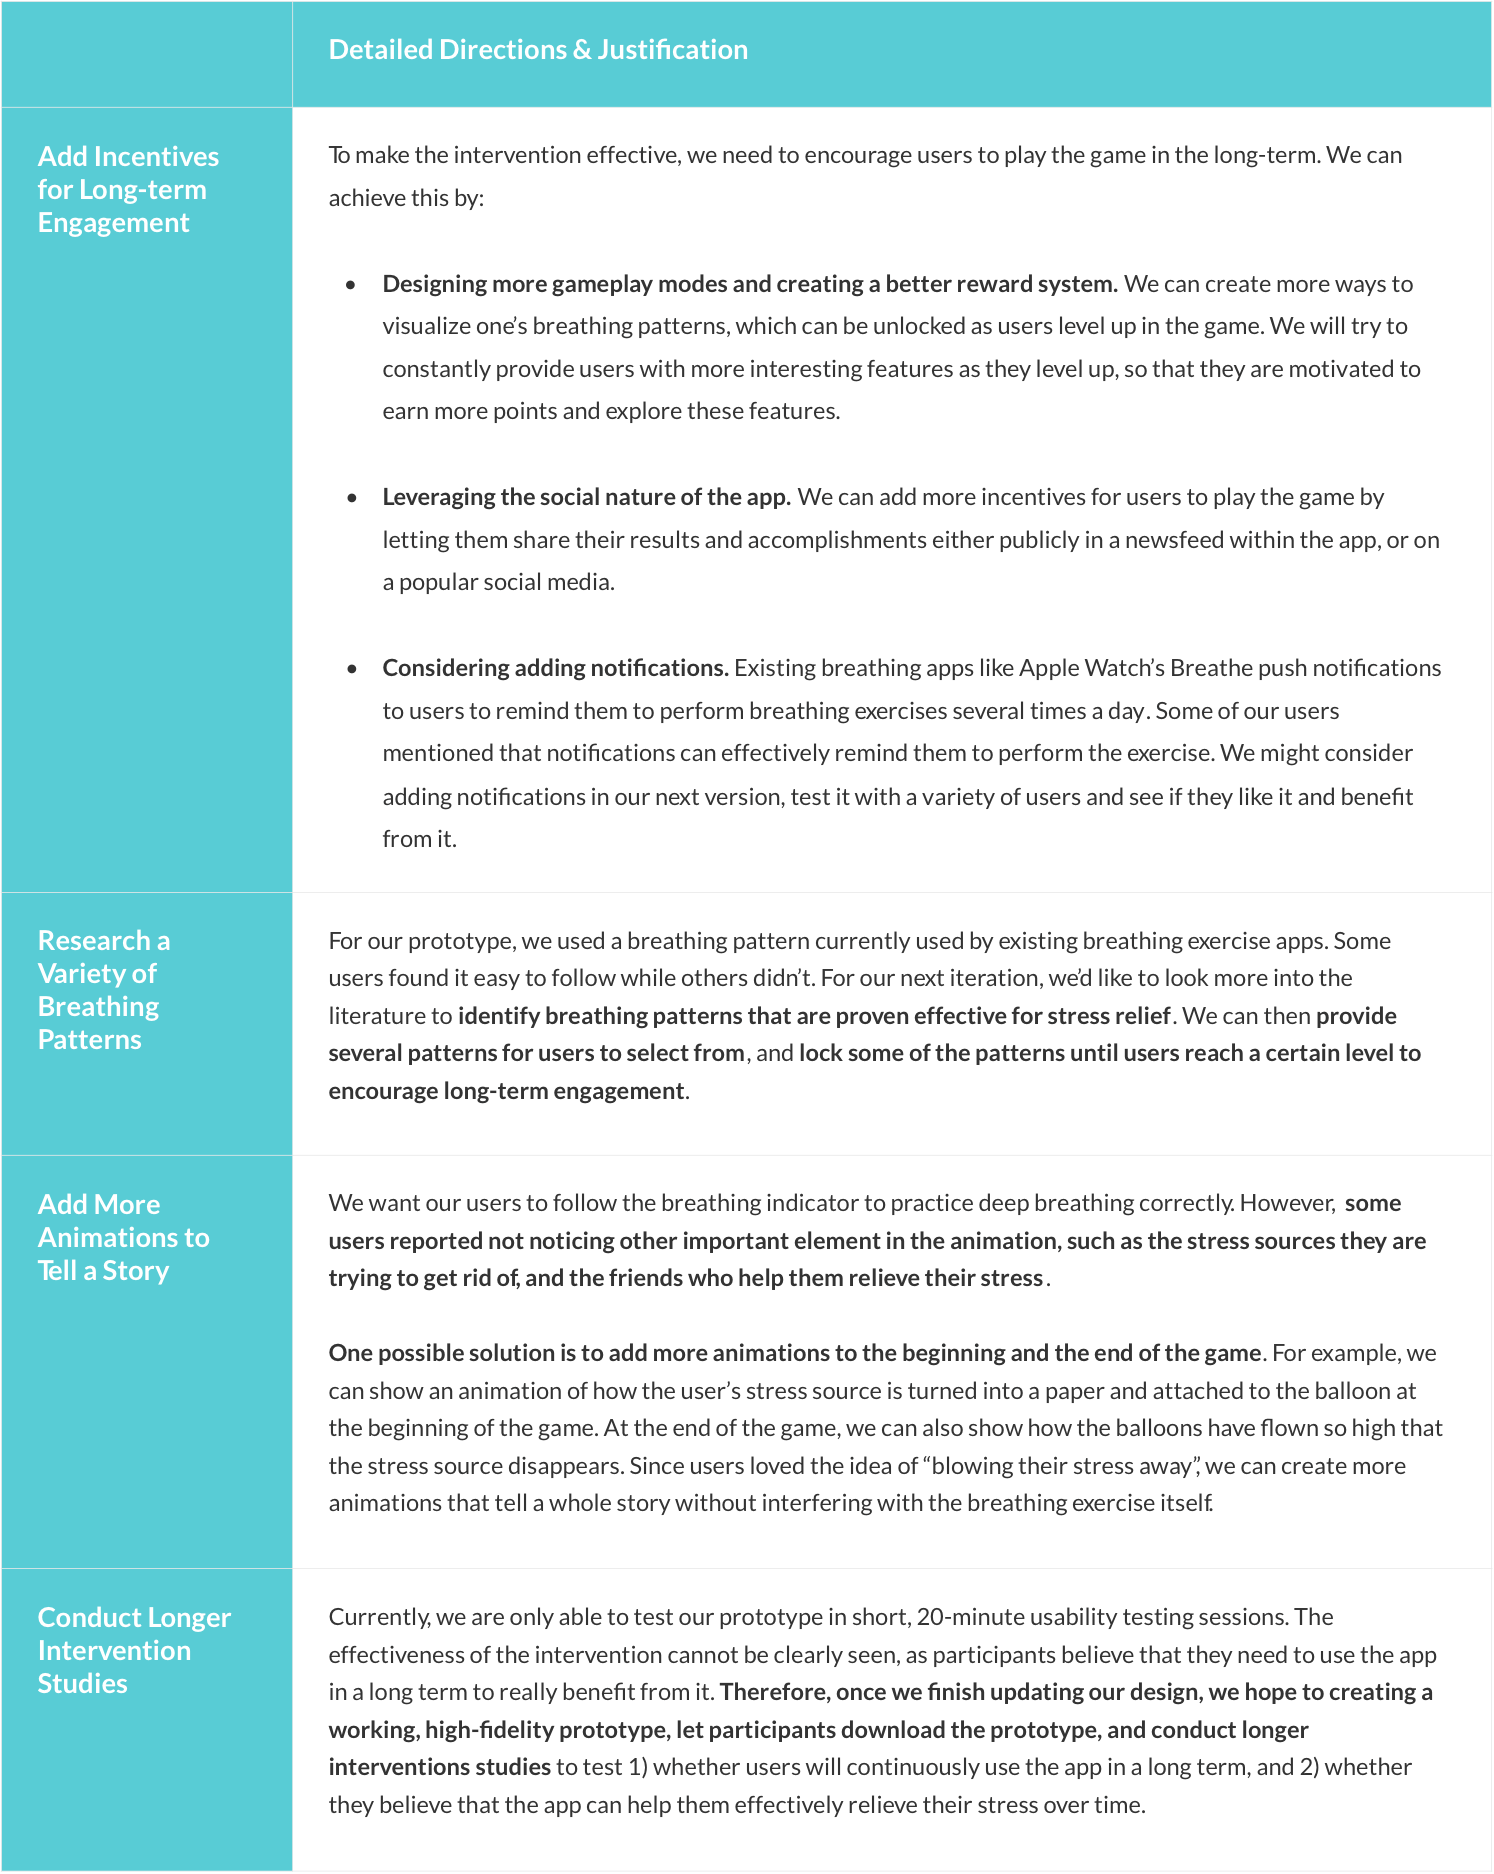 Detailed Directions & Justification
Add Incentives
for Long-term
Engagement
To make the intervention effective, we need to encourage users to play the game in the long-term. We can
achieve this by:
• Designing more gameplay modes and creating a better reward system. We can create more ways to
visualize one’s breathing patterns, which can be unlocked as users level up in the game. We will try to
constantly provide users with more interesting features as they level up, so that they are motivated to
earn more points and explore these features.
• Leveraging the social nature of the app. We can add more incentives for users to play the game by
letting them share their results and accomplishments either publicly in a newsfeed within the app, or on
a popular social media.
• Considering adding notifications. Existing breathing apps like Apple Watch’s Breathe push notifications
to users to remind them to perform breathing exercises several times a day. Some of our users
mentioned that notifications can effectively remind them to perform the exercise. We might consider
adding notifications in our next version, test it with a variety of users and see if they like it and benefit
from it.
Research a
Variety of
Breathing
Patterns
For our prototype, we used a breathing pattern currently used by existing breathing exercise apps. Some
users found it easy to follow while others didn’t. For our next iteration, we’d like to look more into the
literature to identify breathing patterns that are proven effective for stress relief. We can then provide
several patterns for users to select from, and lock some of the patterns until users reach a certain level to
encourage long-term engagement.
Add More
Animations to
Tell a Story
We want our users to follow the breathing indicator to practice deep breathing correctly. However, some
users reported not noticing other important element in the animation, such as the stress sources they are
trying to get rid of, and the friends who help them relieve their stress.
One possible solution is to add more animations to the beginning and the end of the game. For example, we
can show an animation of how the user’s stress source is turned into a paper and attached to the balloon at
the beginning of the game. At the end of the game, we can also show how the balloons have flown so high that
the stress source disappears. Since users loved the idea of “blowing their stress away”, we can create more
animations that tell a whole story without interfering with the breathing exercise itself.
Conduct Longer
Intervention
Studies
Currently, we are only able to test our prototype in short, 20-minute usability testing sessions. The
effectiveness of the intervention cannot be clearly seen, as participants believe that they need to use the app
in a long term to really benefit from it. Therefore, once we finish updating our design, we hope to creating a
working, high-fidelity prototype, let participants download the prototype, and conduct longer
interventions studies to test 1) whether users will continuously use the app in a long term, and 2) whether
they believe that the app can help them effectively relieve their stress over time.